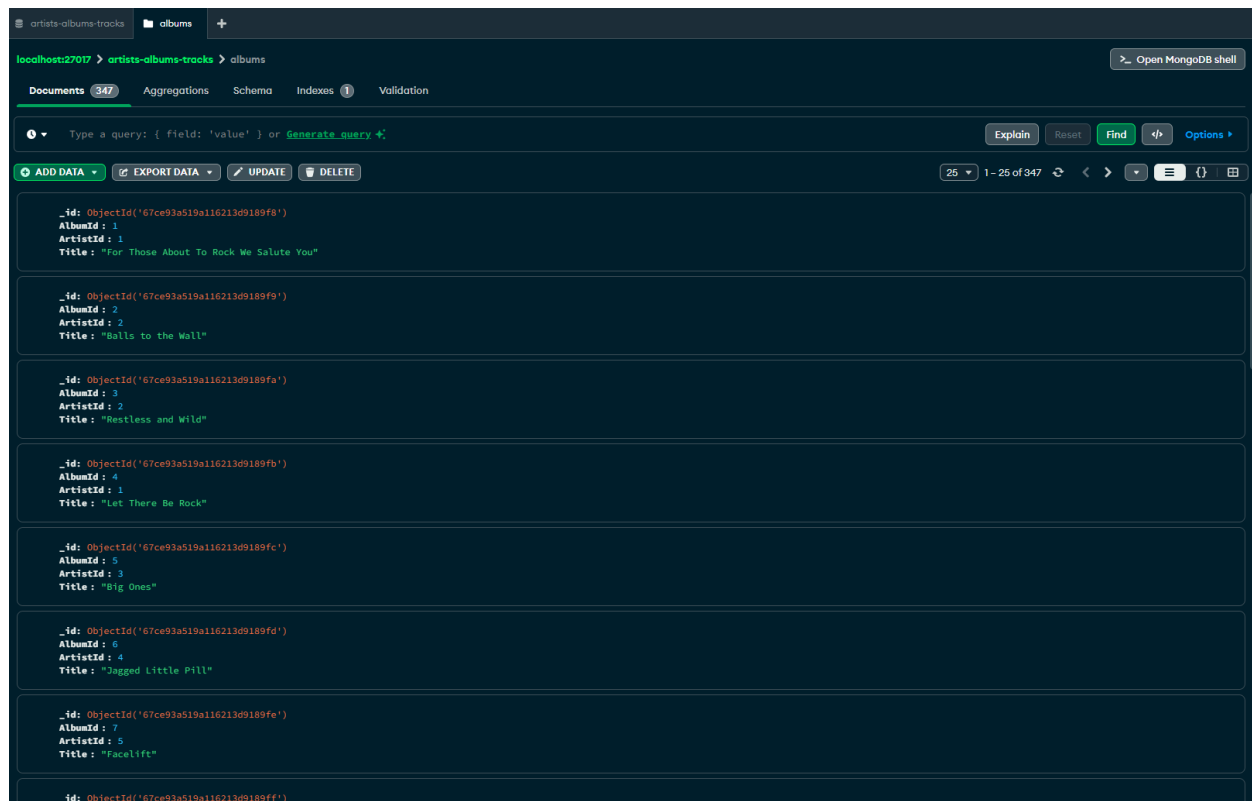 artists-albums-tracks albums +
localhost:27017 > artists-albums-tracks > albums
>_ Open MongoDB shell
Documents 347 Aggregations Schema Indexes 1 Validation
Type a query: { field: 'value' } or Generate query
Explain Reset Find </> Options
ADD DATA EXPORT DATA UPDATE DELETE
25 1 – 25 of 347 {}
_id: ObjectId('67ce93a519a116213d9189f8')
AlbumId : 1
ArtistId : 1
Title : "For Those About To Rock We Salute You"
_id: ObjectId('67ce93a519a116213d9189f9')
AlbumId : 2
ArtistId : 2
Title : "Balls to the Wall"
_id: ObjectId('67ce93a519a116213d9189fa')
AlbumId : 3
ArtistId : 2
Title : "Restless and Wild"
_id: ObjectId('67ce93a519a116213d9189fb')
AlbumId : 4
ArtistId : 1
Title : "Let There Be Rock"
_id: ObjectId('67ce93a519a116213d9189fc')
AlbumId : 5
ArtistId : 3
Title : "Big Ones"
_id: ObjectId('67ce93a519a116213d9189fd')
AlbumId : 6
ArtistId : 4
Title : "Jagged Little Pill"
_id: ObjectId('67ce93a519a116213d9189fe')
AlbumId : 7
ArtistId : 5
Title : "Facelift"
_id: ObjectId('67ce93a519a116213d9189ff')